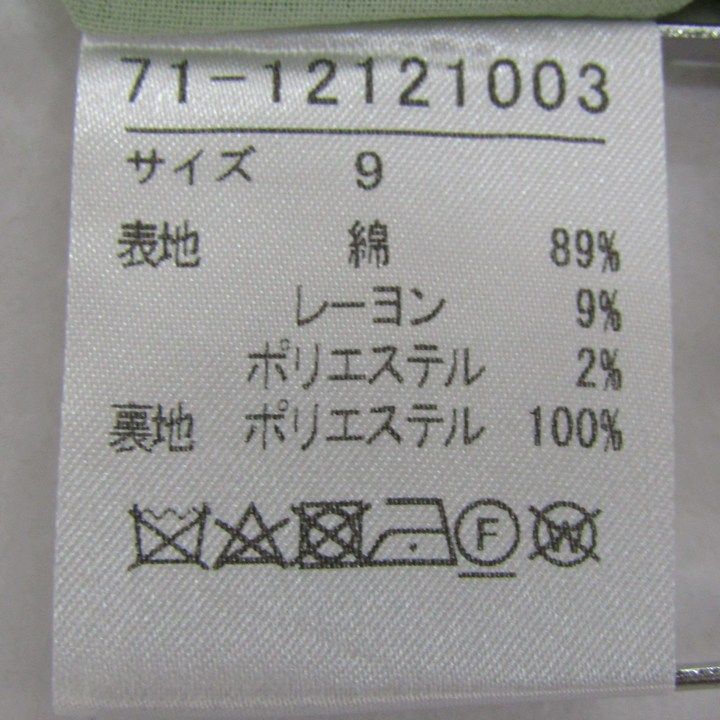 71-12121003
サイズ 9
表地 綿 89%
レーヨン 9%
ポリエステル 2%
裏地 ポリエステル 100%
F W